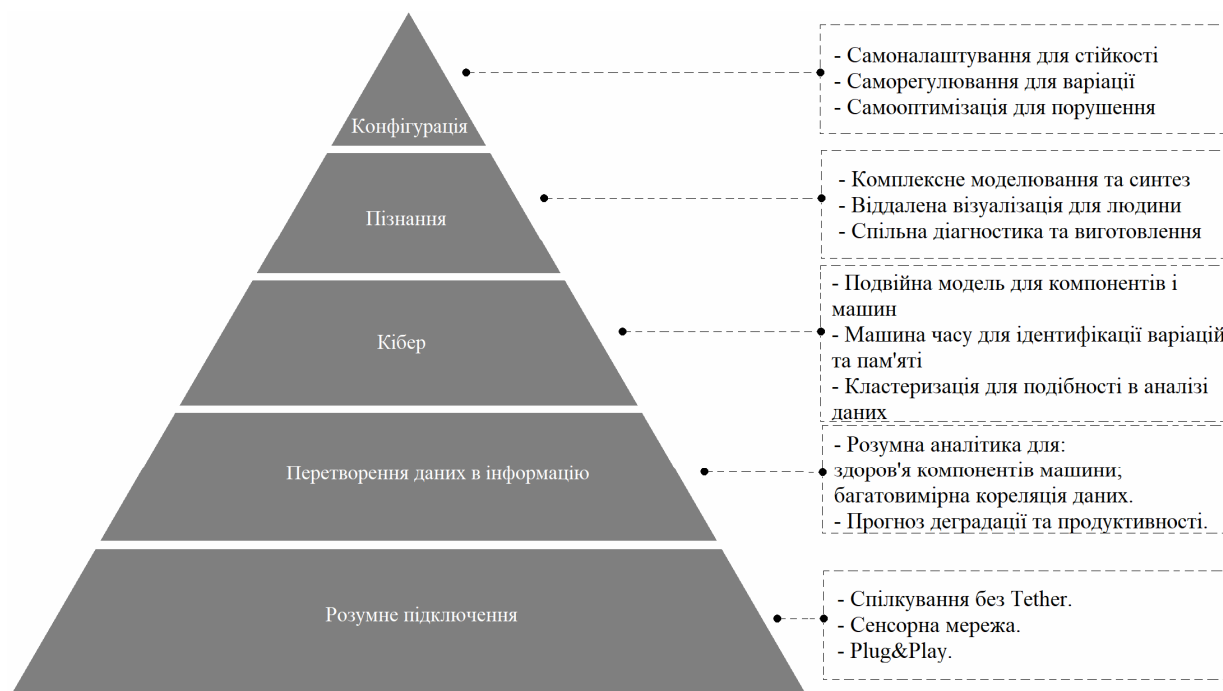 - Самоналаштування для стійкості
- Саморегулювання для варіації
- Самооптимізація для порушення
Конфігурація
- Комплексне моделювання та синтез
- Віддалена візуалізація для людини
- Спільна діагностика та виготовлення
Пізнання
- Подвійна модель для компонентів і
машин
- Машина часу для ідентифікації варіацій
та пам'яті
- Кластеризація для подібності в аналізі
даних
Кібер
- Розумна аналітика для:
здоров'я компонентів машини;
багатовимірна кореляція даних.
- Прогноз деградації та продуктивності.
Перетворення даних в інформацію
- Спілкування без Tether.
- Сенсорна мережа.
- Plug&Play.
Розумне підключення